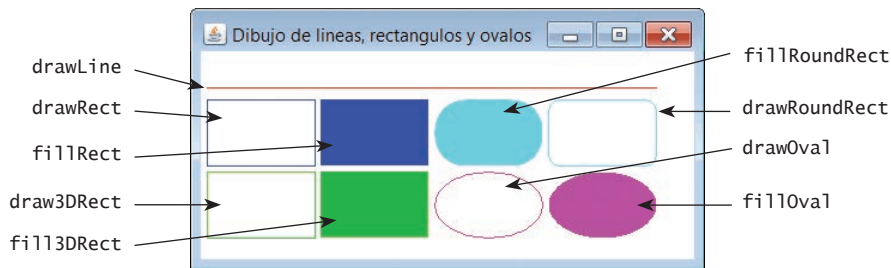 Dibujo de lineas, rectangulos y ovalos
drawLine
drawRect
fillRect
draw3DRect
fill3DRect
fillRoundRect
drawRoundRect
drawOval
fillOval